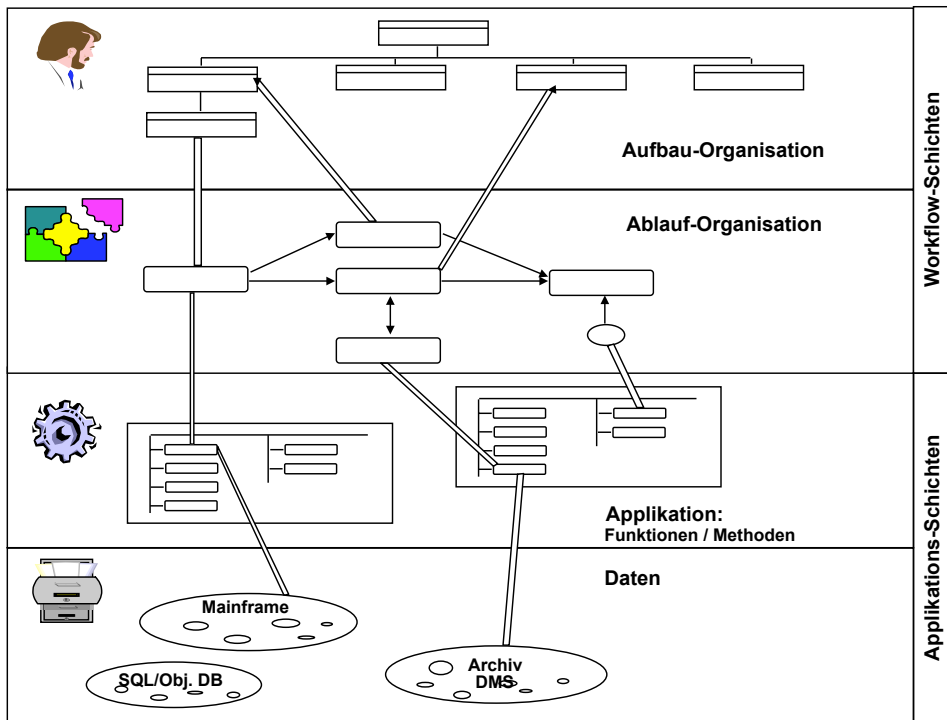 Aufbau-Organisation
Workflow-Schichten
Ablauf-Organisation
Applikation:
Funktionen / Methoden
Applikations-Schichten
Daten
Mainframe
SQL/Obj. DB
Archiv
DMS